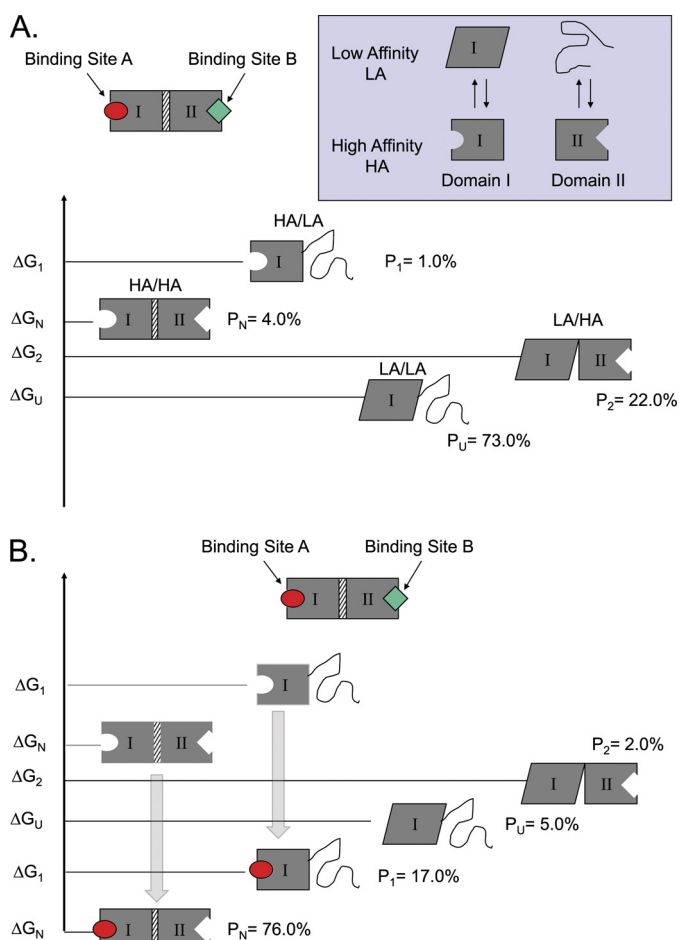 A.
Binding Site A
Binding Site B
Low Affinity
LA
I
High Affinity
HA
I
II
Domain I
Domain II
I
II
HA/LA
ΔG1
I
P1= 1.0%
HA/HA
ΔGN
I
II
PN= 4.0%
LA/HA
ΔG2
I
II
LA/LA
P2= 22.0%
ΔGU
I
PU= 73.0%
B.
Binding Site A
Binding Site B
I
II
ΔG1
I
ΔGN
I
II
P2= 2.0%
ΔG2
I
II
ΔGU
I
PU= 5.0%
ΔG1
I
P1= 17.0%
ΔGN
I
II
PN= 76.0%